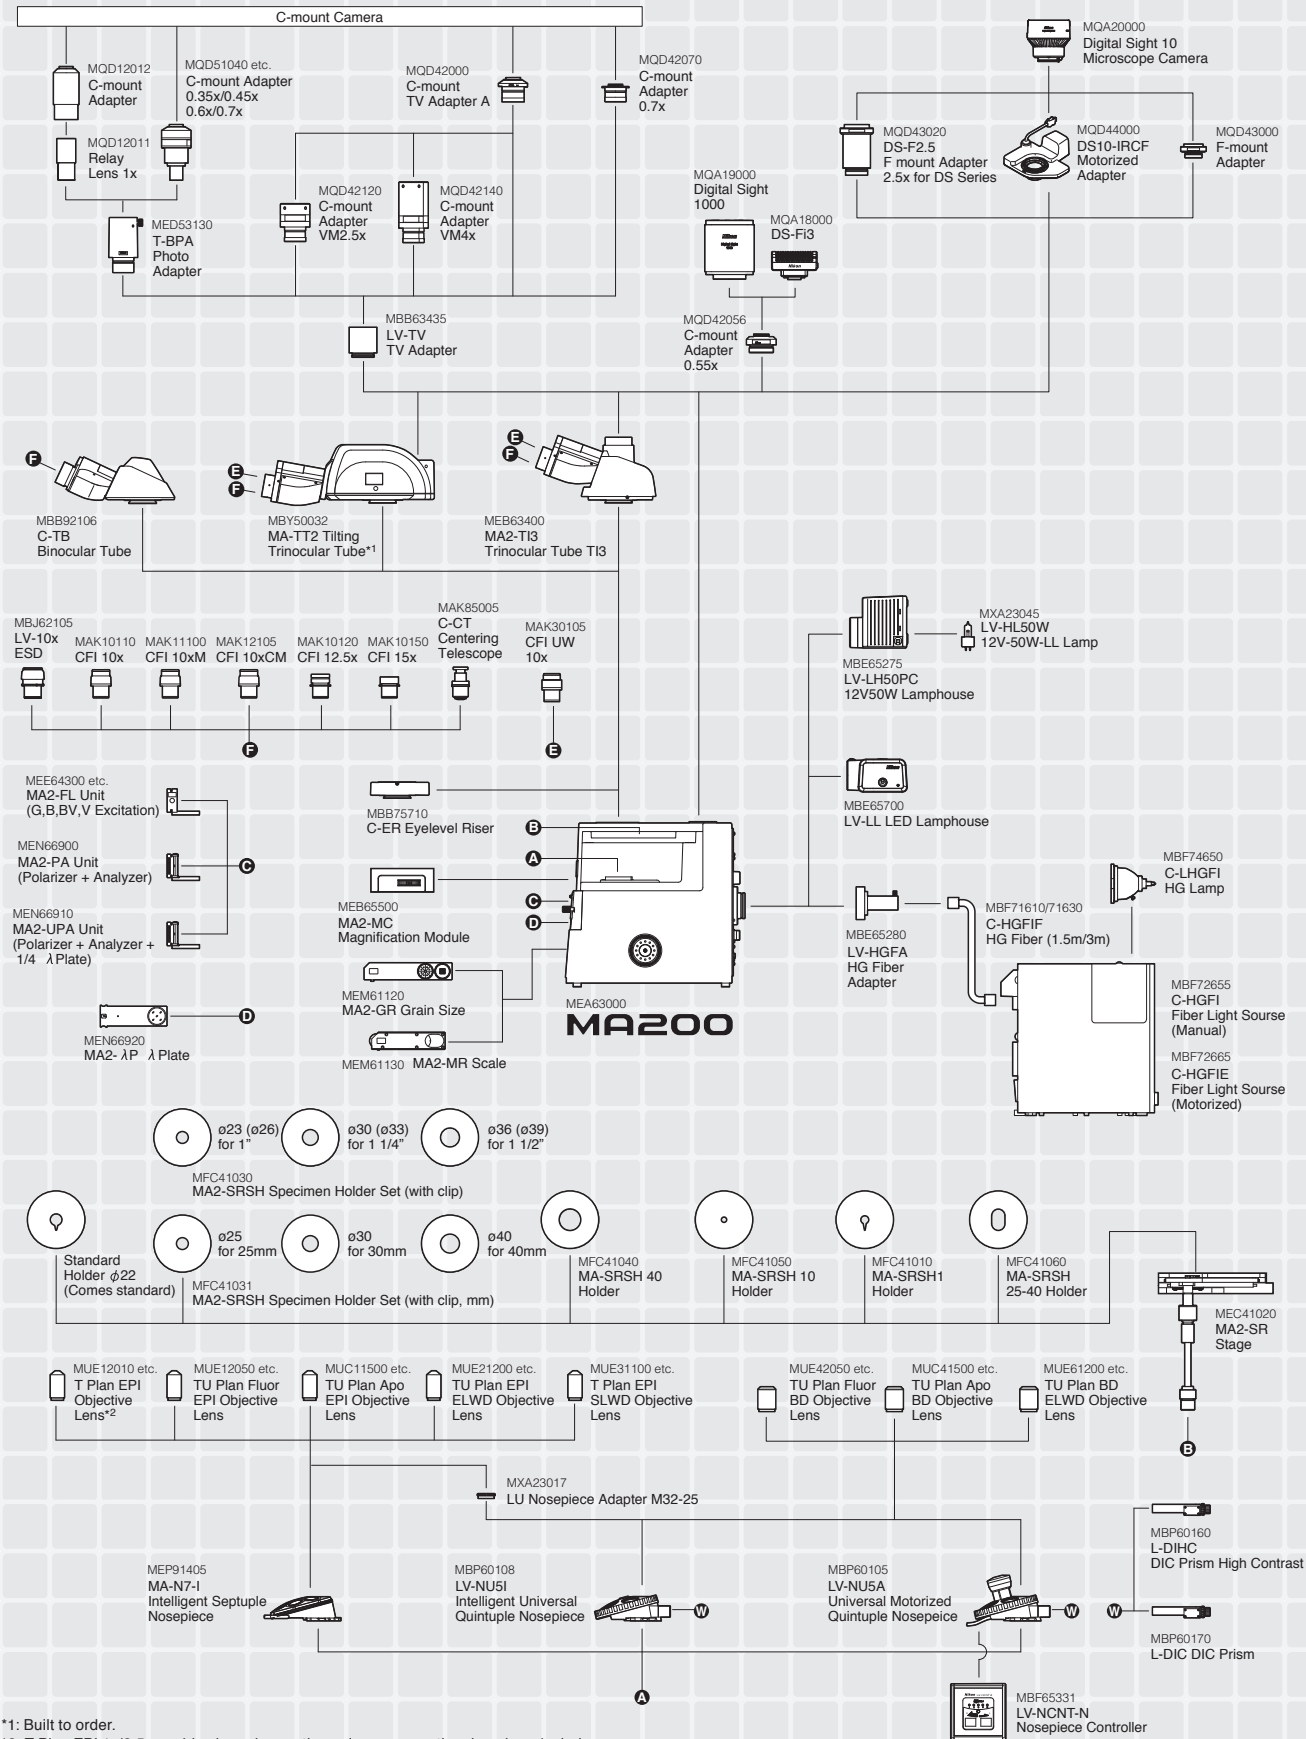 C-mount Camera
MQD12012
C-mount
Adapter
MQD51040 etc.
C-mount Adapter
0.35x/0.45x
0.6x/0.7x
MQD42000
C-mount
TV Adapter A
MQD42070
C-mount
Adapter
0.7x
MQA20000
Digital Sight 10
Microscope Camera
MQD12011
Relay
Lens 1x
MQD43020
DS-F2.5
F mount Adapter
2.5x for DS Series
MQD44000
DS10-IRCF
Motorized
Adapter
MQD43000
F-mount
Adapter
MED53130
T-BPA
Photo
Adapter
MQD42120
C-mount
Adapter
VM2.5x
MQD42140
C-mount
Adapter
VM4x
MQA19000
Digital Sight
1000
MQA18000
DS-Fi3
MBB63435
LV-TV
TV Adapter
MQD42056
C-mount
Adapter
0.55x
F
E
F
E
F
MBB92106
C-TB
Binocular Tube
MBY50032
MA-TT2 Tilting
Trinocular Tube*1
MEB63400
MA2-TI3
Trinocular Tube TI3
MBJ62105
LV-10x
ESD
MAK10110
CFI 10x
MAK11100
CFI 10xM
MAK12105
CFI 10xCM
MAK10120
CFI 12.5x
MAK10150
CFI 15x
MAK85005
C-CT
Centering
Telescope
MAK30105
CFI UW
10x
F
E
MBE65275
LV-LH50PC
12V50W Lamphouse
MXA23045
LV-HL50W
12V-50W-LL Lamp
MBE65700
LV-LL LED Lamphouse
MEE64300 etc.
MA2-FL Unit
(G,B,BV,V Excitation)
MEN66900
MA2-PA Unit
(Polarizer + Analyzer)
C
MEN66910
MA2-UPA Unit
(Polarizer + Analyzer +
1/4 λ Plate)
D
MEN66920
MA2- λP λ Plate
MBB75710
C-ER Eyelevel Riser
MEB65500
MA2-MC
Magnification Module
MEM61120
MA2-GR Grain Size
MEM61130 MA2-MR Scale
B
A
C
D
MEA63000
MA200
MBE65280
LV-HGFA
HG Fiber
Adapter
MBF71610/71630
C-HGFIF
HG Fiber (1.5m/3m)
MBF74650
C-LHGFI
HG Lamp
MBF72655
C-HGFI
Fiber Light Sourse
(Manual)
MBF72665
C-HGFIE
Fiber Light Sourse
(Motorized)
ø23 (ø26)
for 1"
ø30 (ø33)
for 1 1/4"
ø36 (ø39)
for 1 1/2"
MFC41030
MA2-SRSH Specimen Holder Set (with clip)
Standard
Holder ϕ22
(Comes standard)
ø25
for 25mm
ø30
for 30mm
ø40
for 40mm
MFC41031
MA2-SRSH Specimen Holder Set (with clip, mm)
MFC41040
MA-SRSH 40
Holder
MFC41050
MA-SRSH 10
Holder
MFC41010
MA-SRSH1
Holder
MFC41060
MA-SRSH
25-40 Holder
MEC41020
MA2-SR
Stage
B
MUE12010 etc.
T Plan EPI
Objective
Lens*2
MUE12050 etc.
TU Plan Fluor
EPI Objective
Lens
MUC11500 etc.
TU Plan Apo
EPI Objective
Lens
MUE21200 etc.
TU Plan EPI
ELWD Objective
Lens
MUE31100 etc.
T Plan EPI
SLWD Objective
Lens
MUE42050 etc.
TU Plan Fluor
BD Objective
Lens
MUC41500 etc.
TU Plan Apo
BD Objective
Lens
MUE61200 etc.
TU Plan BD
ELWD Objective
Lens
MXA23017
LU Nosepiece Adapter M32-25
MEP91405
MA-N7-I
Intelligent Septuple
Nosepiece
MBP60108
LV-NU5I
Intelligent Universal
Quintuple Nosepiece
W
MBP60105
LV-NU5A
Universal Motorized
Quintuple Nosepeice
W
MBP60160
L-DIHC
DIC Prism High Contrast
W
MBP60170
L-DIC DIC Prism
A
MBF65331
LV-NCNT-N
Nosepiece Controller
*1: Built to order.